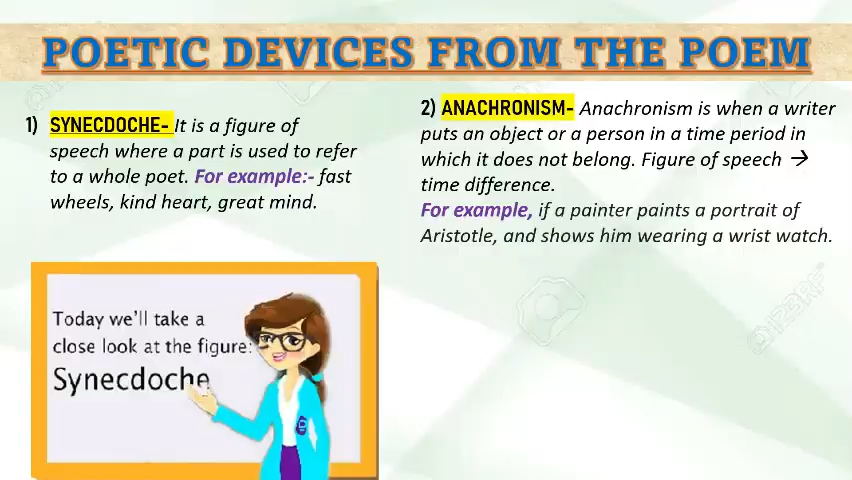 POETIC DEVICES FROM THE POEM
1) SYNECDOCHE- It is a figure of
speech where a part is used to refer
to a whole poet. For example:- fast
wheels, kind heart, great mind.
2) ANACHRONISM- Anachronism is when a writer
puts an object or a person in a time period in
which it does not belong. Figure of speech →
time difference.
For example, if a painter paints a portrait of
Aristotle, and shows him wearing a wrist watch.
Today we'll take a
close look at the figure:
Synecdoche
123RF